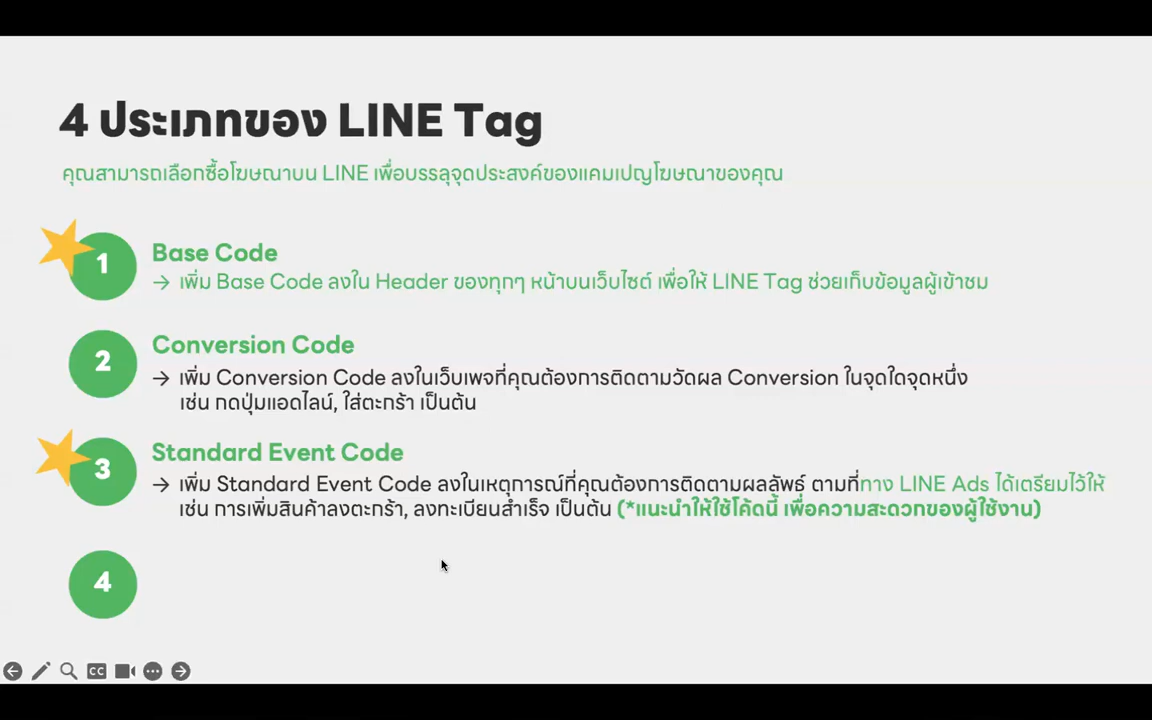 4 ประเภทของ LINE Tag
คุณสามารถเลือกซื้อโฆษณาบน LINE เพื่อบรรลุจุดประสงค์ของแคมเปญโฆษณาของคุณ
1
Base Code
→ เพิ่ม Base Code ลงใน Header ของทุกๆ หน้าบนเว็บไซต์ เพื่อให้ LINE Tag ช่วยเก็บข้อมูลผู้เข้าชม
2
Conversion Code
→ เพิ่ม Conversion Code ลงในเว็บเพจที่คุณต้องการติดตามวัดผล Conversion ในจุดใดจุดหนึ่ง
เช่น กดปุ่มแอดไลน์, ใส่ตะกร้า เป็นต้น
3
Standard Event Code
→ เพิ่ม Standard Event Code ลงในเหตุการณ์ที่คุณต้องการติดตามผลลัพธ์ ตามที่ทาง LINE Ads ได้เตรียมไว้ให้
เช่น การเพิ่มสินค้าลงตะกร้า, ลงทะเบียนสำเร็จ เป็นต้น (*แนะนำให้ใช้โค้ดนี้ เพื่อความสะดวกของผู้ใช้งาน)
4
CC